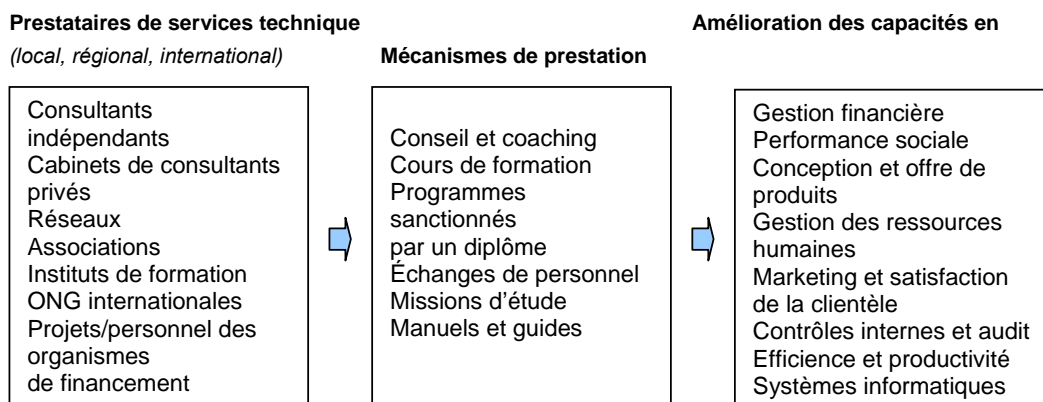 Prestataires de services technique
(local, régional, international)
Consultants
indépendants
Cabinets de consultants
privés
Réseaux
Associations
Instituts de formation
ONG internationales
Projets/personnel des
organismes
de financement
Mécanismes de prestation
Conseil et coaching
Cours de formation
Programmes
sanctionnés
par un diplôme
Échanges de personnel
Missions d’étude
Manuels et guides
Amélioration des capacités en
Gestion financière
Performance sociale
Conception et offre de
produits
Gestion des ressources
humaines
Marketing et satisfaction
de la clientèle
Contrôles internes et audit
Efficience et productivité
Systèmes informatiques